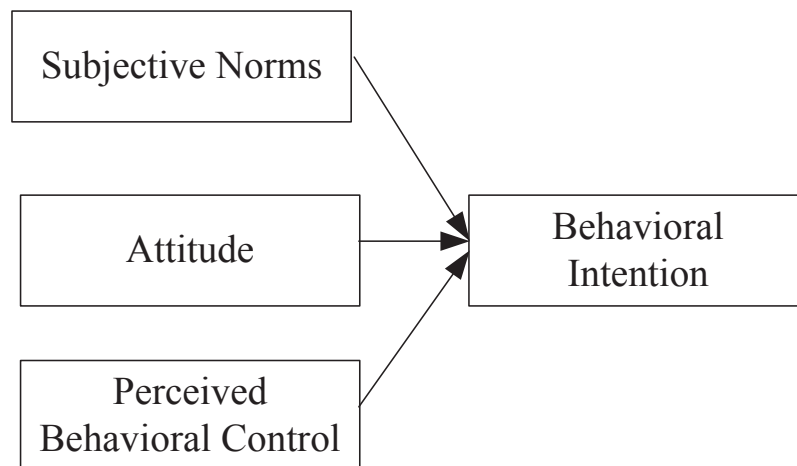 Subjective Norms
Attitude
Behavioral
Intention
Perceived
Behavioral Control